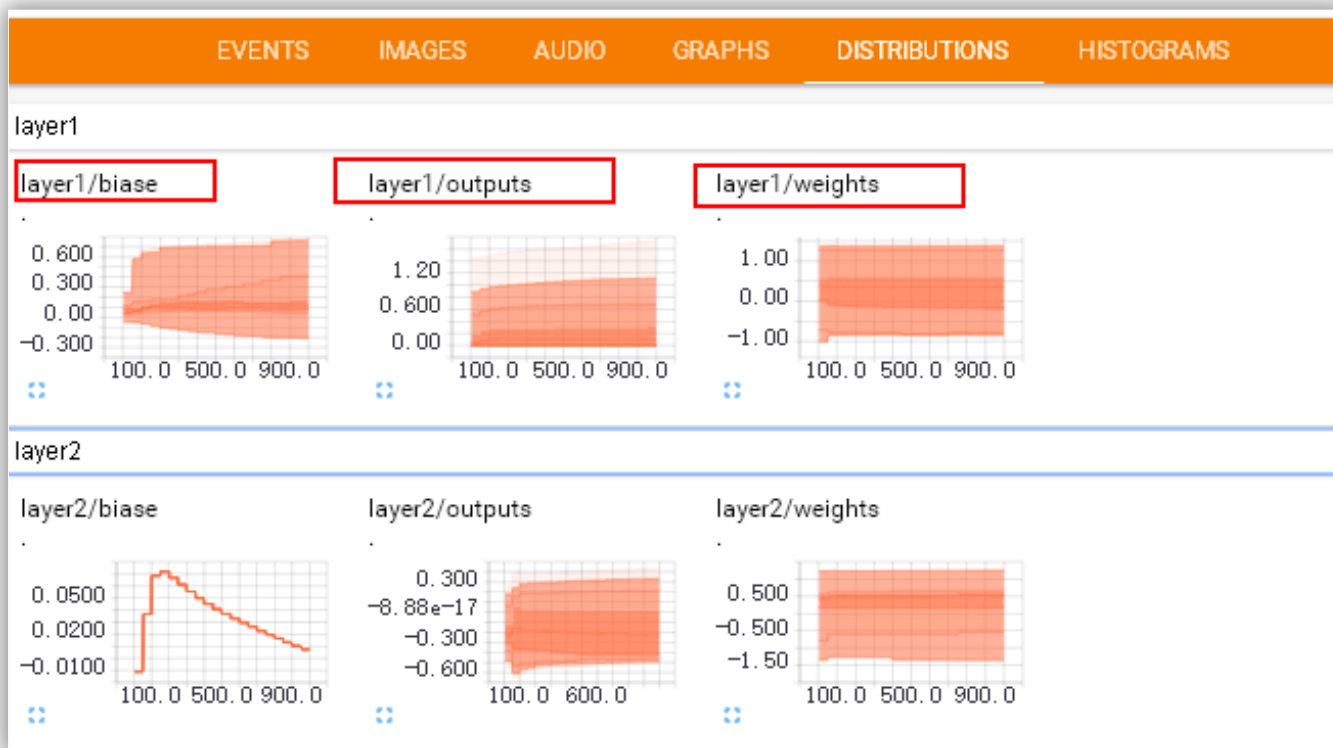 EVENTS IMAGES AUDIO GRAPHS DISTRIBUTIONS HISTOGRAMS
layer1
layer1/biase layer1/outputs layer1/weights
. . .
0.600
0.300
0.00
-0.300
100.0 500.0 900.0
1.20
0.600
0.00
100.0 500.0 900.0
1.00
0.00
-1.00
100.0 500.0 900.0
layer2
layer2/biase layer2/outputs layer2/weights
. . .
0.0500
0.0200
-0.0100
100.0 500.0 900.0
0.300
-8.88e-17
-0.300
-0.600
100.0 600.0
0.500
-0.500
-1.50
100.0 500.0 900.0